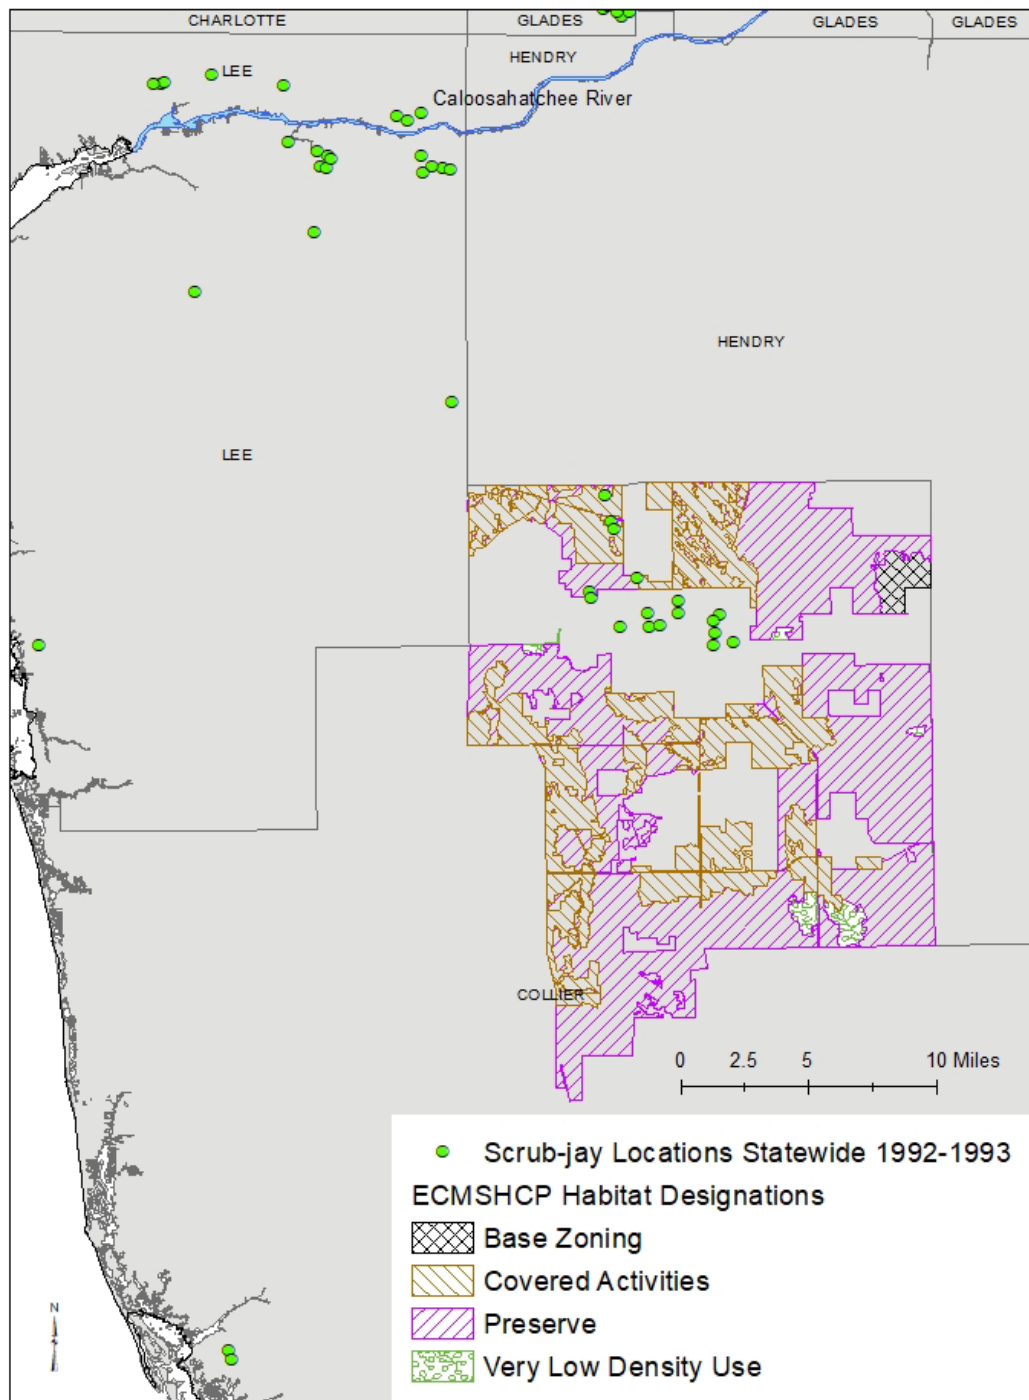 CHARLOTTE
GLADES
GLADES
GLADES
HENDRY
LEE
Caloosahatchee River
HENDRY
LEE
COLLIER
0 2.5 5 10 Miles
N
Scrub-jay Locations Statewide 1992-1993
ECMSHCP Habitat Designations
Base Zoning
Covered Activities
Preserve
Very Low Density Use